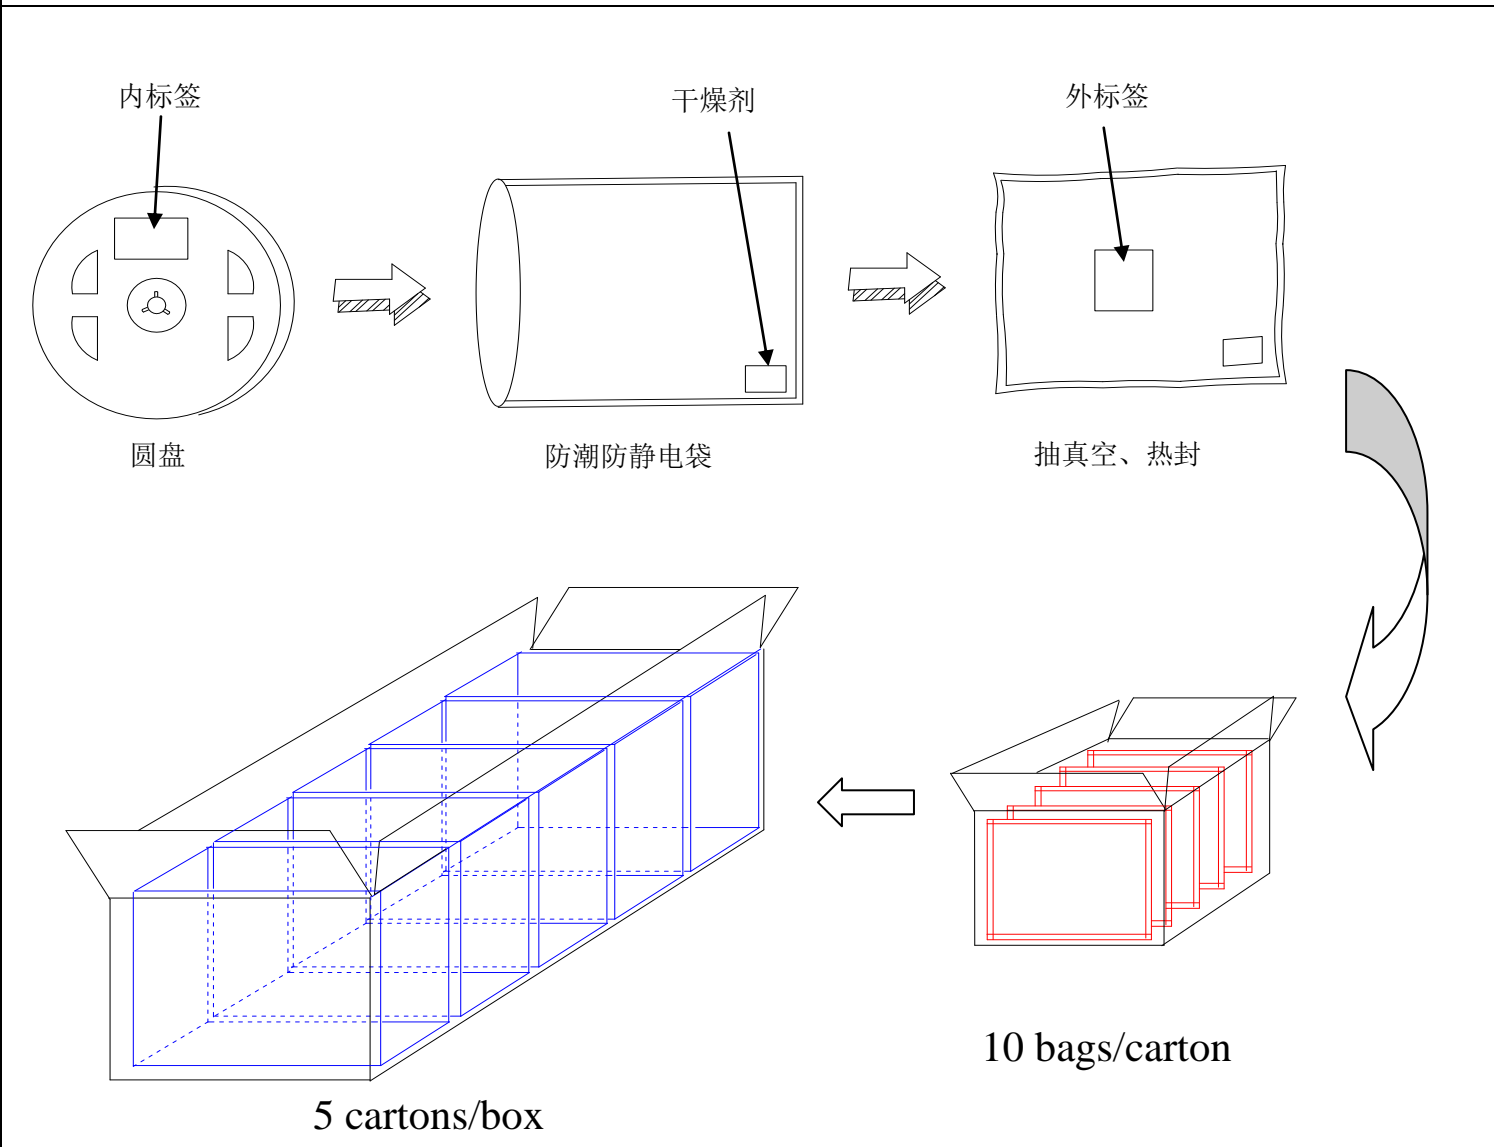 内标签
干燥剂
外标签
圆盘
防潮防静电袋
抽真空、热封
10 bags/carton
5 cartons/box